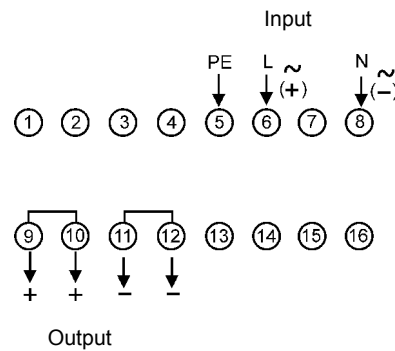 Input
PE L ~ N ~
(+) (−)
1 2 3 4 5 6 7 8
9 10 11 12 13 14 15 16
+ + − −
Output